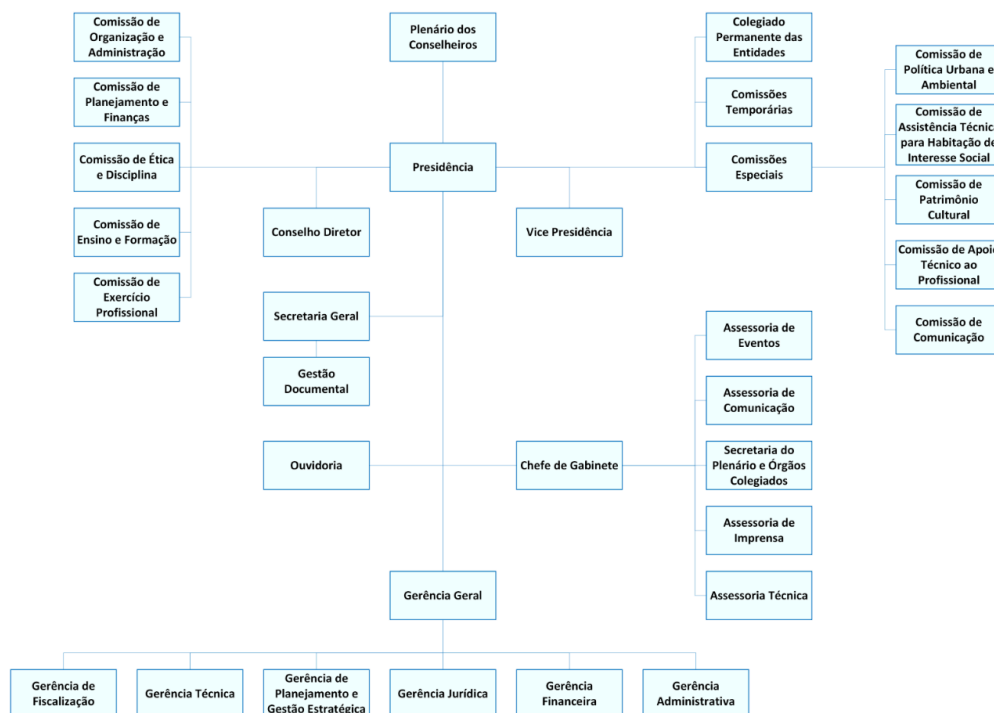 Comissão de
Organização e
Administração
Plenário dos
Conselheiros
Colegiado
Permanente das
Entidades
Comissão de
Política Urbana e
Ambiental
Comissão de
Planejamento e
Finanças
Comissões
Temporárias
Comissão de
Assistência Técnica
para Habitação de
Interesse Social
Comissão de Ética
e Disciplina
Presidência
Comissões
Especiais
Comissão de
Patrimônio
Cultural
Comissão de
Ensino e Formação
Conselho Diretor
Vice Presidência
Comissão de Apoio
Técnico ao
Profissional
Comissão de
Exercício
Profissional
Secretaria Geral
Assessoria de
Eventos
Comissão de
Comunicação
Gestão
Documental
Assessoria de
Comunicação
Ouvidoria
Chefe de Gabinete
Secretaria do
Plenário e Órgãos
Colegiados
Assessoria de
Imprensa
Gerência Geral
Assessoria Técnica
Gerência de
Fiscalização
Gerência Técnica
Gerência de
Planejamento e
Gestão Estratégica
Gerência Jurídica
Gerência
Financeira
Gerência
Administrativa